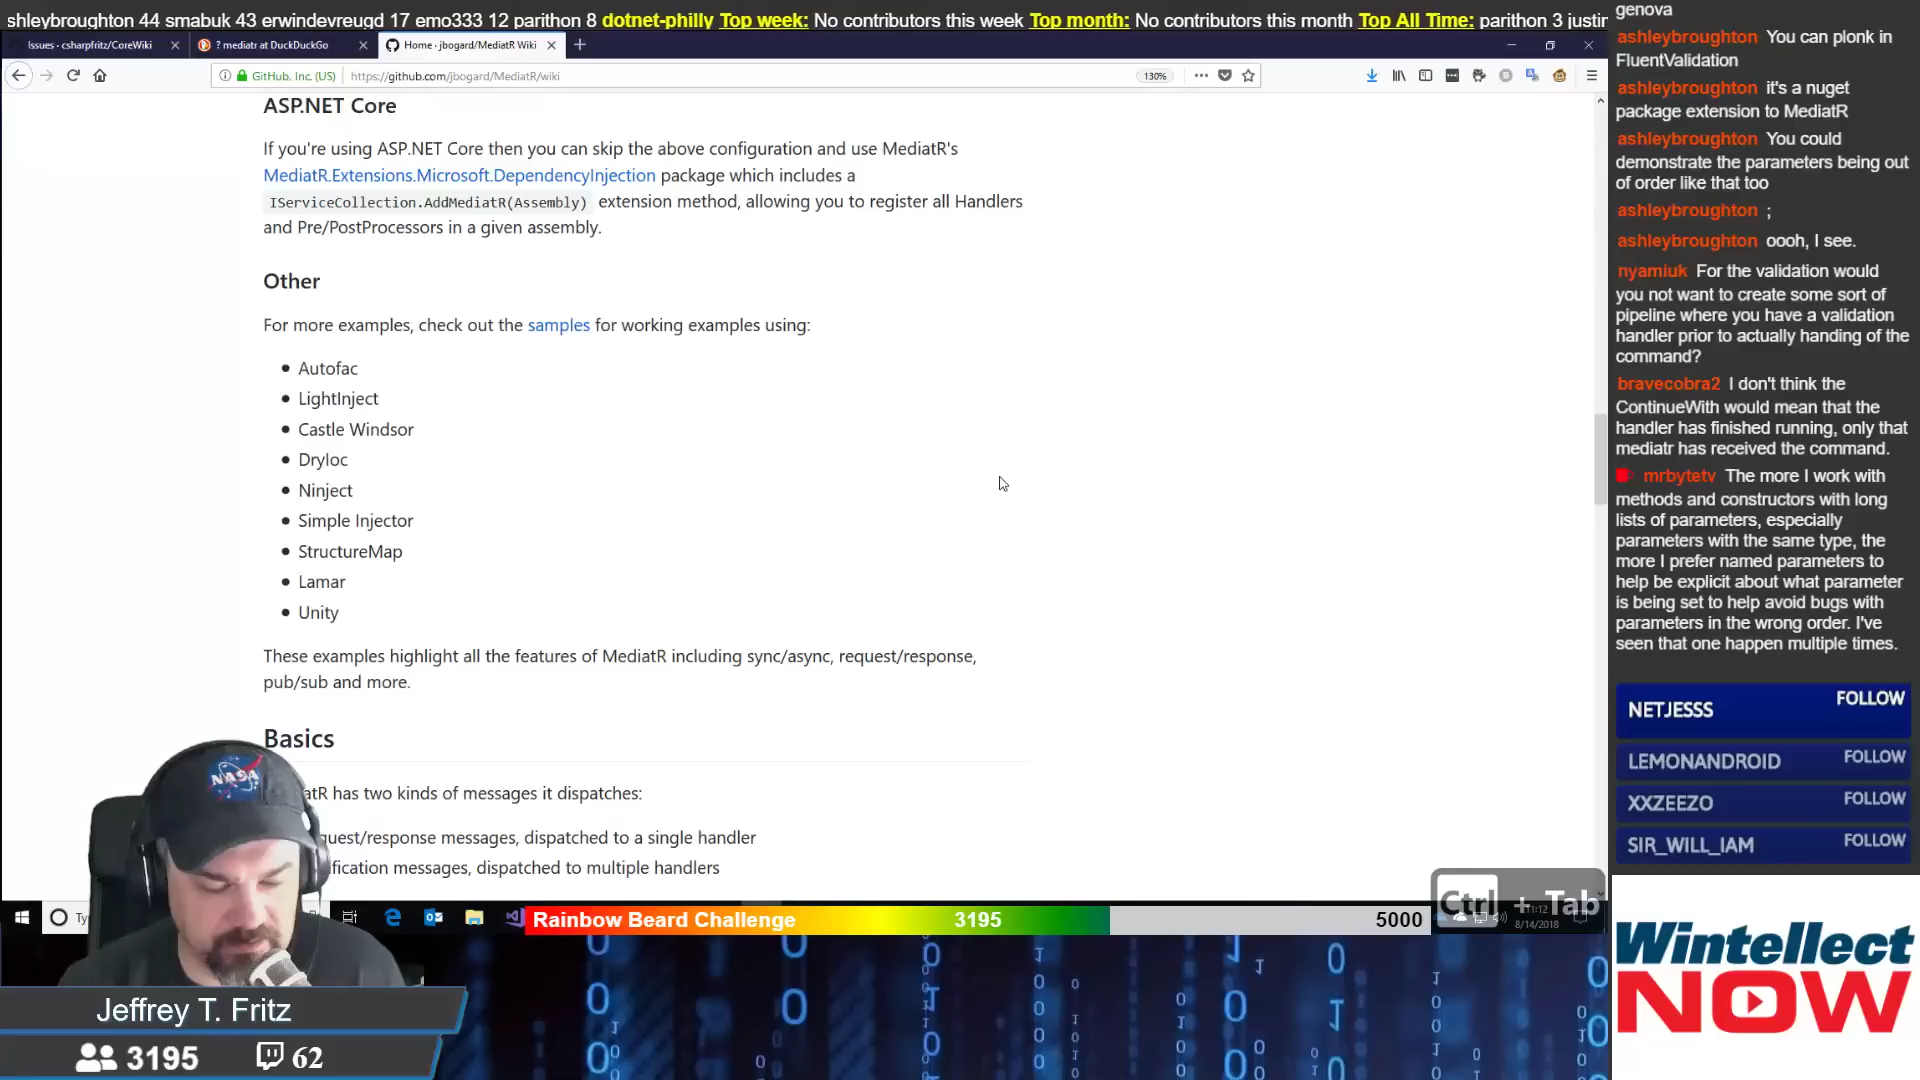 shleybroughton 44 smabuk 43 erwindevreugd 17 emo333 12 parithon 8 dotnet-philly Top week: No contributors this week Top month: No contributors this month Top All Time: parithon 3 justin
Issues · csharpfritz/CoreWiki
? mediatr at DuckDuckGo
Home · jbogard/MediatR Wiki
GitHub, Inc. (US)
https://github.com/jbogard/MediatR/wiki
130%
ASP.NET Core
If you're using ASP.NET Core then you can skip the above configuration and use MediatR's
MediatR.Extensions.Microsoft.DependencyInjection package which includes a
IServiceCollection.AddMediatR(Assembly) extension method, allowing you to register all Handlers
and Pre/PostProcessors in a given assembly.
Other
For more examples, check out the samples for working examples using:
Autofac
LightInject
Castle Windsor
DryIoc
Ninject
Simple Injector
StructureMap
Lamar
Unity
These examples highlight all the features of MediatR including sync/async, request/response,
pub/sub and more.
Basics
atR has two kinds of messages it dispatches:
uest/response messages, dispatched to a single handler
ification messages, dispatched to multiple handlers
genova
ashleybroughton You can plonk in
FluentValidation
ashleybroughton it's a nuget
package extension to MediatR
ashleybroughton You could
demonstrate the parameters being out
of order like that too
ashleybroughton ;
ashleybroughton oooh, I see.
nyamiuk For the validation would
you not want to create some sort of
pipeline where you have a validation
handler prior to actually handing of the
command?
bravecobra2 I don't think the
ContinueWith would mean that the
handler has finished running, only that
mediatr has received the command.
mrbytetv The more I work with
methods and constructors with long
lists of parameters, especially
parameters with the same type, the
more I prefer named parameters to
help be explicit about what parameter
is being set to help avoid bugs with
parameters in the wrong order. I've
seen that one happen multiple times.
NETJESSS FOLLOW
LEMONANDROID FOLLOW
XXZEEZO FOLLOW
SIR_WILL_IAM FOLLOW
Ctrl + Tab
Ty
Rainbow Beard Challenge 3195 5000
11:12
8/14/2018
NASA
Jeffrey T. Fritz
3195 62
Wintellect
NOW